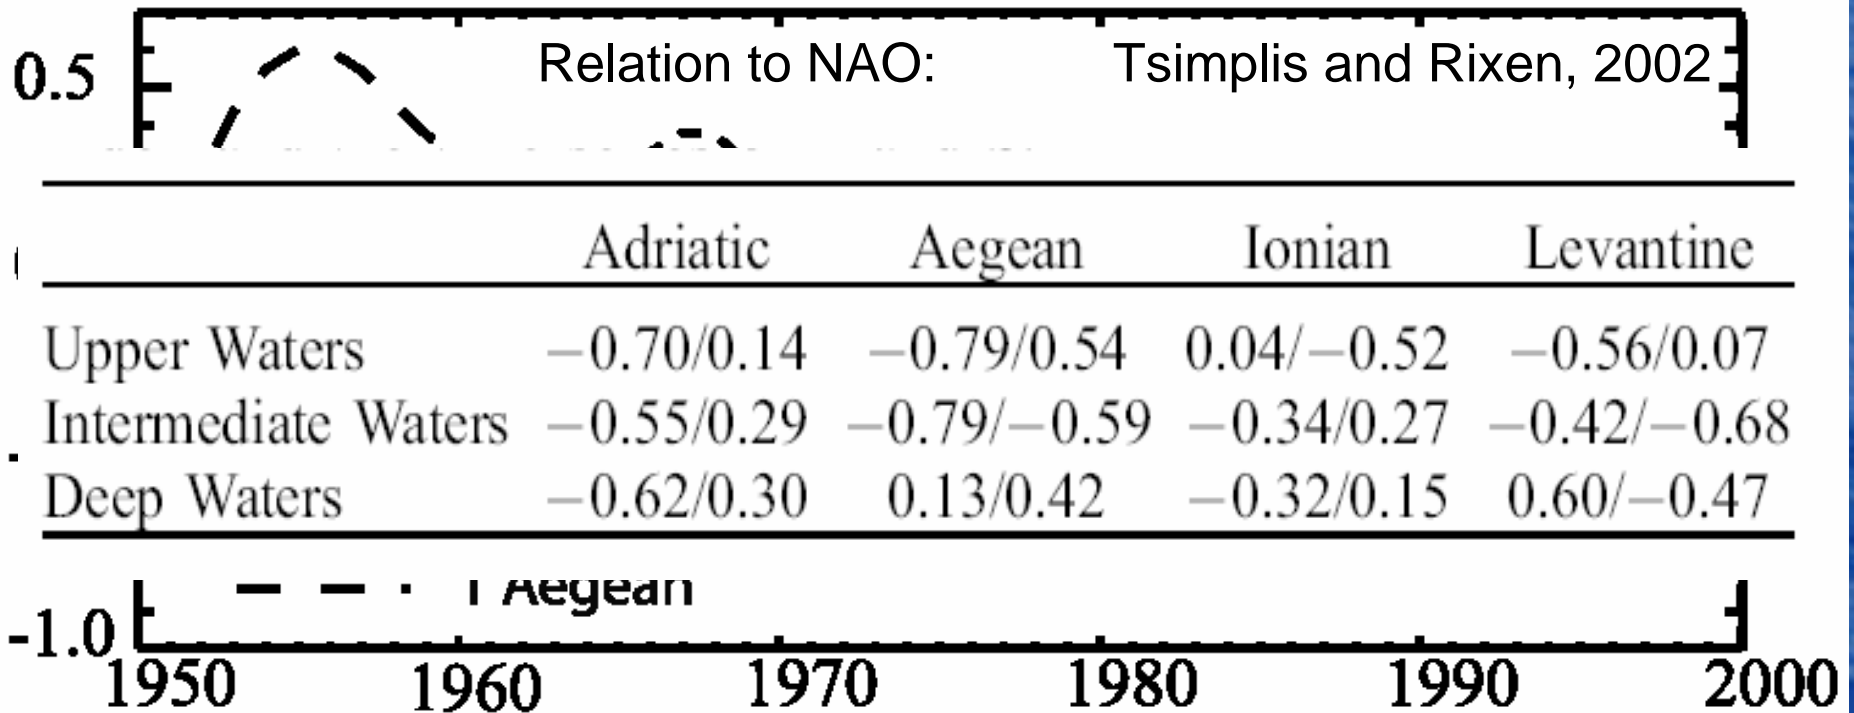 0.5 Relation to NAO: Tsimplis and Rixen, 2002
Adriatic Aegean Ionian Levantine
Upper Waters −0.70/0.14 −0.79/0.54 0.04/−0.52 −0.56/0.07
Intermediate Waters −0.55/0.29 −0.79/−0.59 −0.34/0.27 −0.42/−0.68
Deep Waters −0.62/0.30 0.13/0.42 −0.32/0.15 0.60/−0.47
Aegean
-1.0
1950 1960 1970 1980 1990 2000